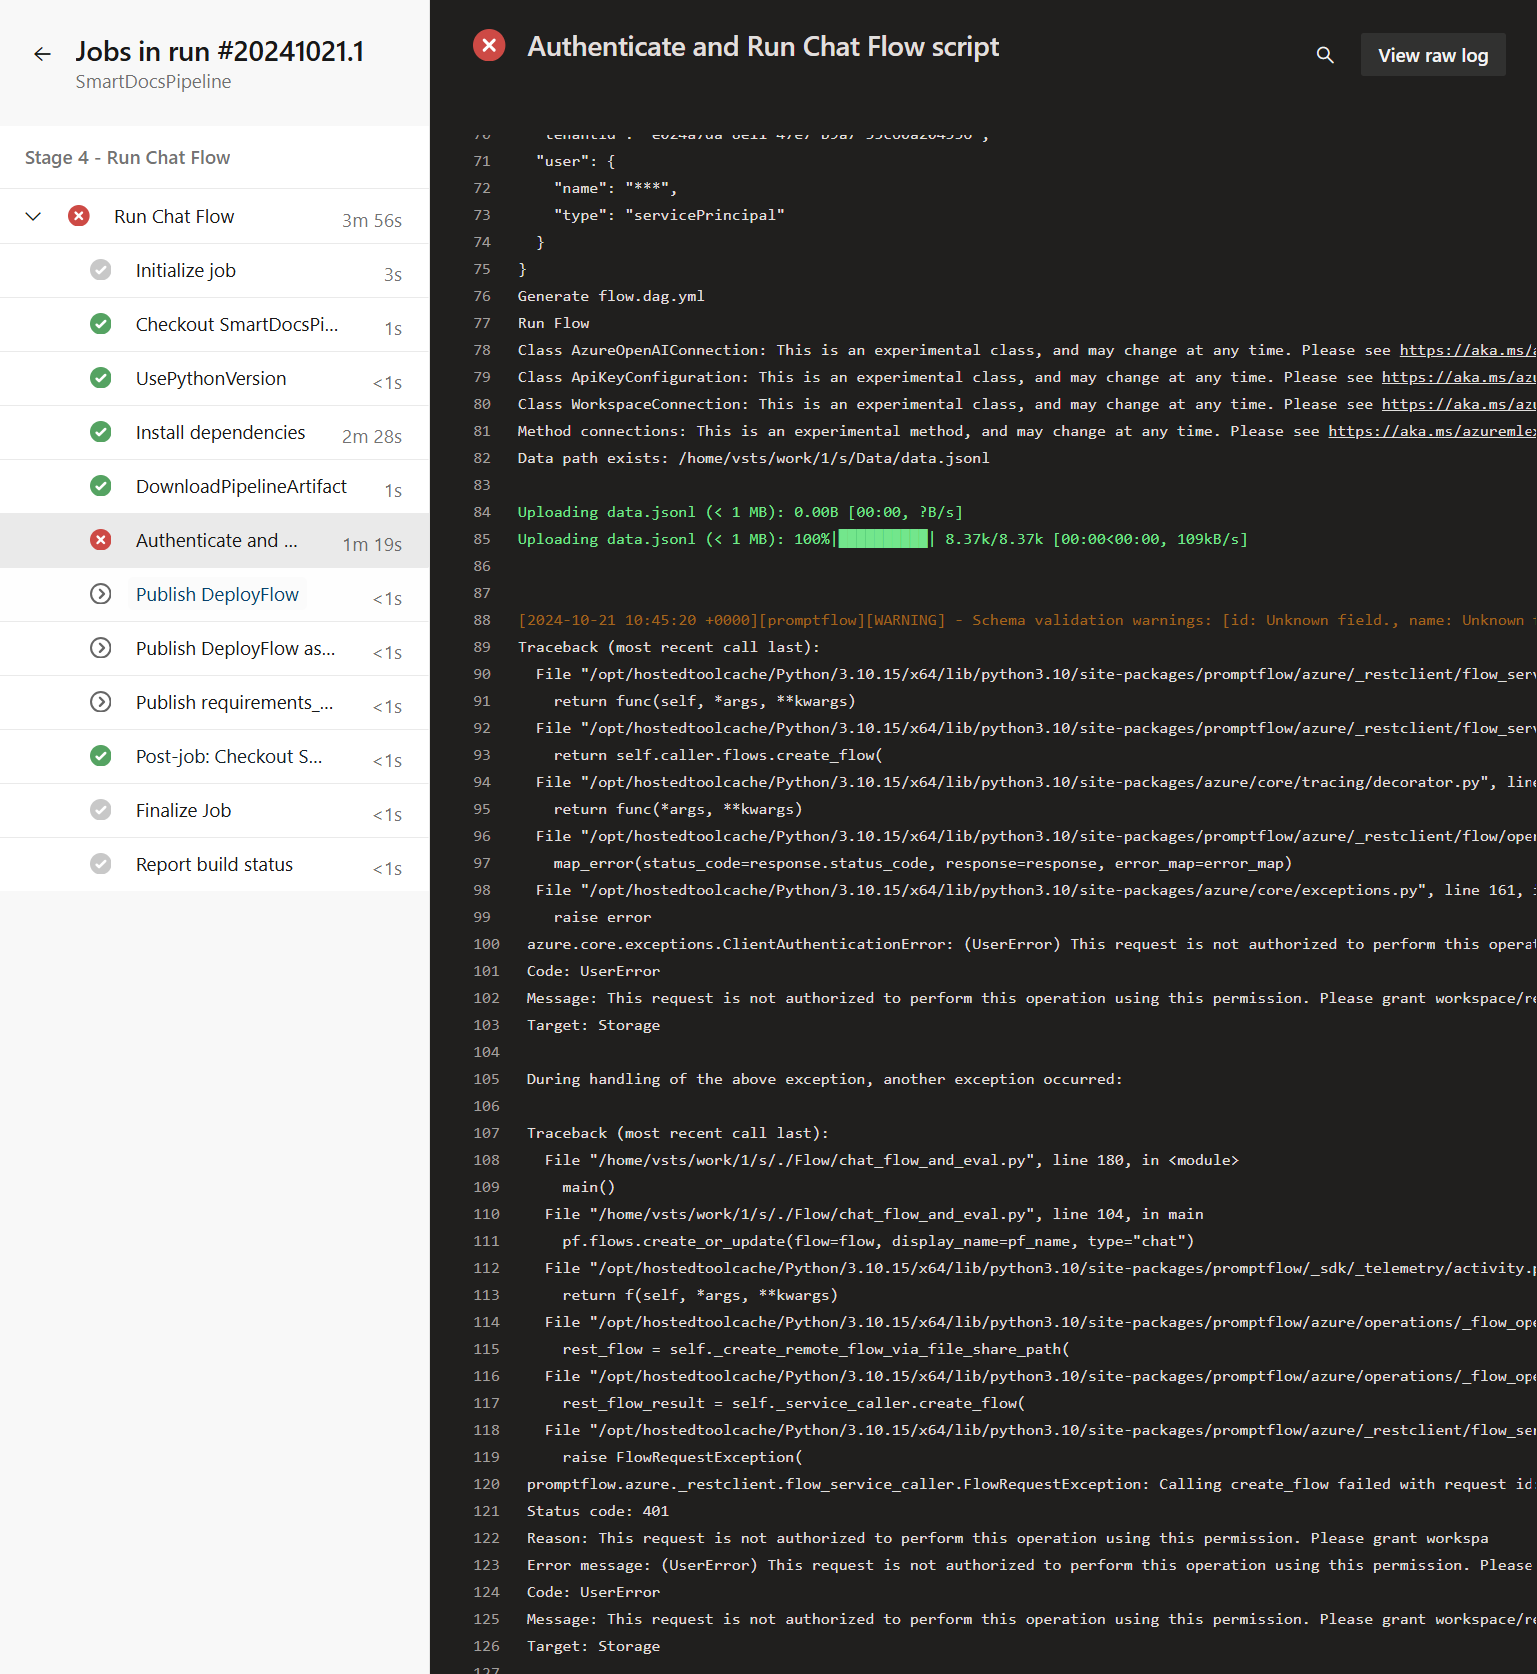 Jobs in run #20241021.1
SmartDocsPipeline
Stage 4 - Run Chat Flow
Run Chat Flow 3m 56s
Initialize job 3s
Checkout SmartDocsPi... 1s
UsePythonVersion <1s
Install dependencies 2m 28s
DownloadPipelineArtifact 1s
Authenticate and ... 1m 19s
Publish DeployFlow <1s
Publish DeployFlow as... <1s
Publish requirements_... <1s
Post-job: Checkout S... <1s
Finalize Job <1s
Report build status <1s
Authenticate and Run Chat Flow script
View raw log
71 "user": {
72 "name": "***",
73 "type": "servicePrincipal"
74 }
75 }
76 Generate flow.dag.yml
77 Run Flow
78 Class AzureOpenAIConnection: This is an experimental class, and may change at any time. Please see https://aka.ms/a
79 Class ApiKeyConfiguration: This is an experimental class, and may change at any time. Please see https://aka.ms/azu
80 Class WorkspaceConnection: This is an experimental class, and may change at any time. Please see https://aka.ms/azu
81 Method connections: This is an experimental method, and may change at any time. Please see https://aka.ms/azuremlex
82 Data path exists: /home/vsts/work/1/s/Data/data.jsonl
83
84 Uploading data.jsonl (< 1 MB): 0.00B [00:00, ?B/s]
85 Uploading data.jsonl (< 1 MB): 100%|██████████| 8.37k/8.37k [00:00<00:00, 109kB/s]
86
87
88 [2024-10-21 10:45:20 +0000][promptflow][WARNING] - Schema validation warnings: [id: Unknown field., name: Unknown
89 Traceback (most recent call last):
90 File "/opt/hostedtoolcache/Python/3.10.15/x64/lib/python3.10/site-packages/promptflow/azure/_restclient/flow_serv
91 return func(self, *args, **kwargs)
92 File "/opt/hostedtoolcache/Python/3.10.15/x64/lib/python3.10/site-packages/promptflow/azure/_restclient/flow_serv
93 return self.caller.flows.create_flow(
94 File "/opt/hostedtoolcache/Python/3.10.15/x64/lib/python3.10/site-packages/azure/core/tracing/decorator.py", line
95 return func(*args, **kwargs)
96 File "/opt/hostedtoolcache/Python/3.10.15/x64/lib/python3.10/site-packages/promptflow/azure/_restclient/flow/oper
97 map_error(status_code=response.status_code, response=response, error_map=error_map)
98 File "/opt/hostedtoolcache/Python/3.10.15/x64/lib/python3.10/site-packages/azure/core/exceptions.py", line 161, i
99 raise error
100 azure.core.exceptions.ClientAuthenticationError: (UserError) This request is not authorized to perform this operat
101 Code: UserError
102 Message: This request is not authorized to perform this operation using this permission. Please grant workspace/re
103 Target: Storage
104
105 During handling of the above exception, another exception occurred:
106
107 Traceback (most recent call last):
108 File "/home/vsts/work/1/s/./Flow/chat_flow_and_eval.py", line 180, in <module>
109 main()
110 File "/home/vsts/work/1/s/./Flow/chat_flow_and_eval.py", line 104, in main
111 pf.flows.create_or_update(flow=flow, display_name=pf_name, type="chat")
112 File "/opt/hostedtoolcache/Python/3.10.15/x64/lib/python3.10/site-packages/promptflow/_sdk/_telemetry/activity.p
113 return f(self, *args, **kwargs)
114 File "/opt/hostedtoolcache/Python/3.10.15/x64/lib/python3.10/site-packages/promptflow/azure/operations/_flow_ope
115 rest_flow = self._create_remote_flow_via_file_share_path(
116 File "/opt/hostedtoolcache/Python/3.10.15/x64/lib/python3.10/site-packages/promptflow/azure/operations/_flow_ope
117 rest_flow_result = self._service_caller.create_flow(
118 File "/opt/hostedtoolcache/Python/3.10.15/x64/lib/python3.10/site-packages/promptflow/azure/_restclient/flow_ser
119 raise FlowRequestException(
120 promptflow.azure._restclient.flow_service_caller.FlowRequestException: Calling create_flow failed with request id
121 Status code: 401
122 Reason: This request is not authorized to perform this operation using this permission. Please grant workspa
123 Error message: (UserError) This request is not authorized to perform this operation using this permission. Please
124 Code: UserError
125 Message: This request is not authorized to perform this operation using this permission. Please grant workspace/re
126 Target: Storage
127